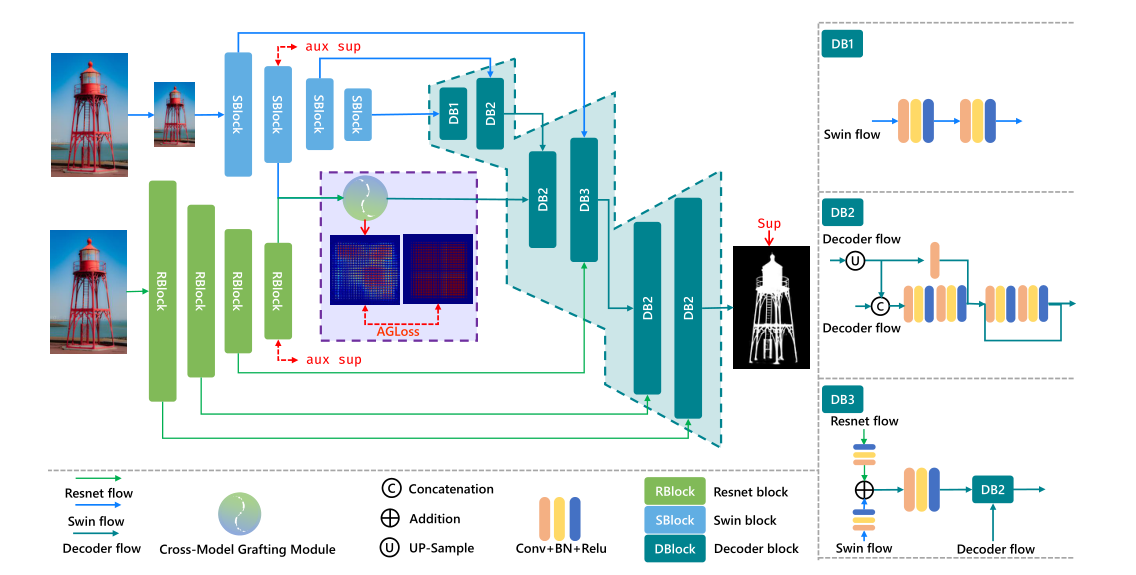 aux sup
SBlock
SBlock
SBlock
SBlock
DB1
DB2
DB2
DB3
RBlock
RBlock
RBlock
RBlock
AGLoss
aux sup
DB2
DB2
Sup
DB1
Swin flow
DB2
Decoder flow
U
C
Decoder flow
DB3
Resnet flow
DB2
Swin flow
Decoder flow
Resnet flow
Swin flow
Decoder flow
Cross-Model Grafting Module
C Concatenation
Addition
U UP-Sample
Conv+BN+Relu
RBlock Resnet block
SBlock Swin block
DBlock Decoder block